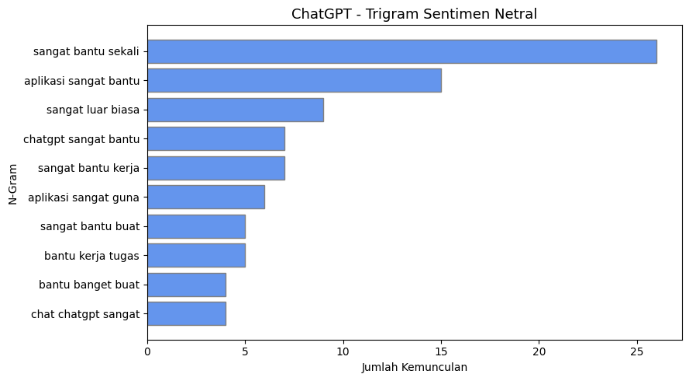 ChatGPT - Trigram Sentimen Netral
N-Gram
sangat bantu sekali
aplikasi sangat bantu
sangat luar biasa
chatgpt sangat bantu
sangat bantu kerja
aplikasi sangat guna
sangat bantu buat
bantu kerja tugas
bantu banget buat
chat chatgpt sangat
0 5 10 15 20 25
Jumlah Kemunculan